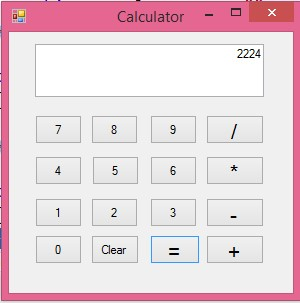 Calculator
2224
7 8 9 /
4 5 6 *
1 2 3 -
0 Clear = +